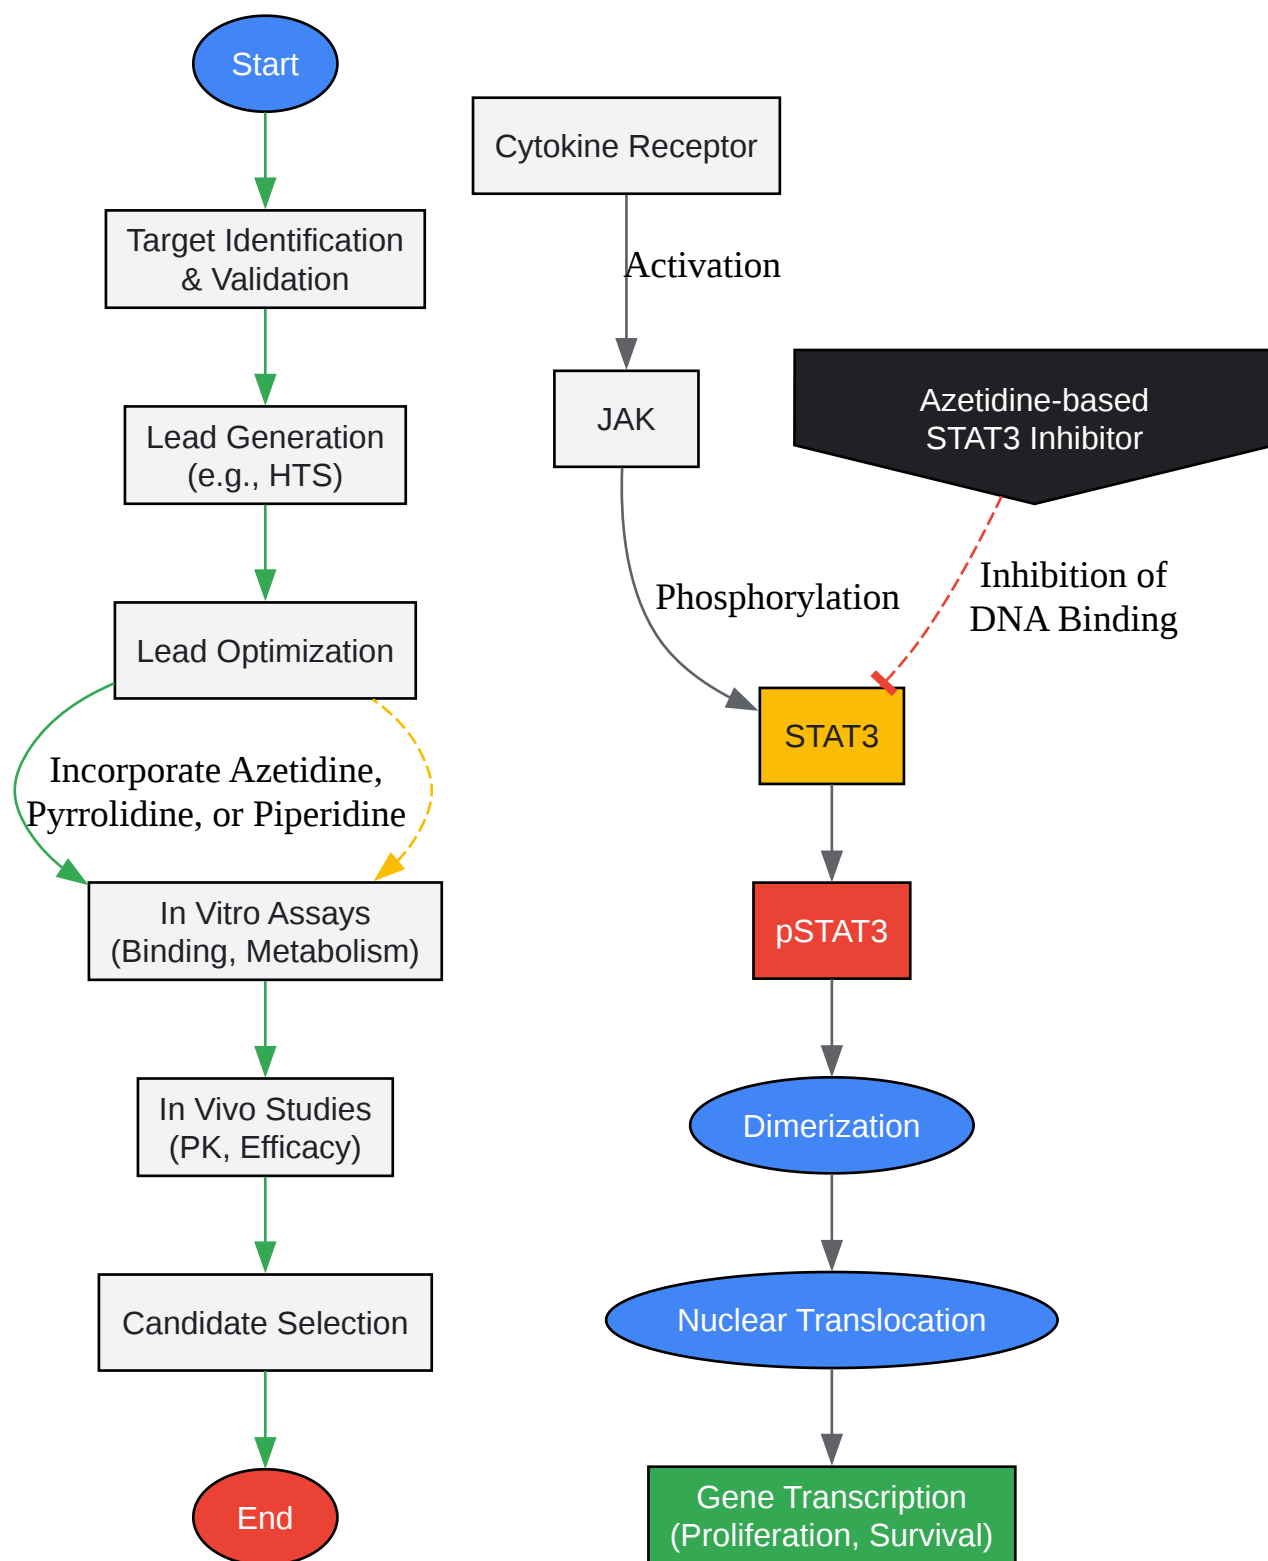 Start
Target Identification
& Validation
Lead Generation
(e.g., HTS)
Lead Optimization
Incorporate Azetidine,
Pyrrolidine, or Piperidine
In Vitro Assays
(Binding, Metabolism)
In Vivo Studies
(PK, Efficacy)
Candidate Selection
End
Cytokine Receptor
Activation
JAK
Azetidine-based
STAT3 Inhibitor
Phosphorylation
Inhibition of
DNA Binding
STAT3
pSTAT3
Dimerization
Nuclear Translocation
Gene Transcription
(Proliferation, Survival)